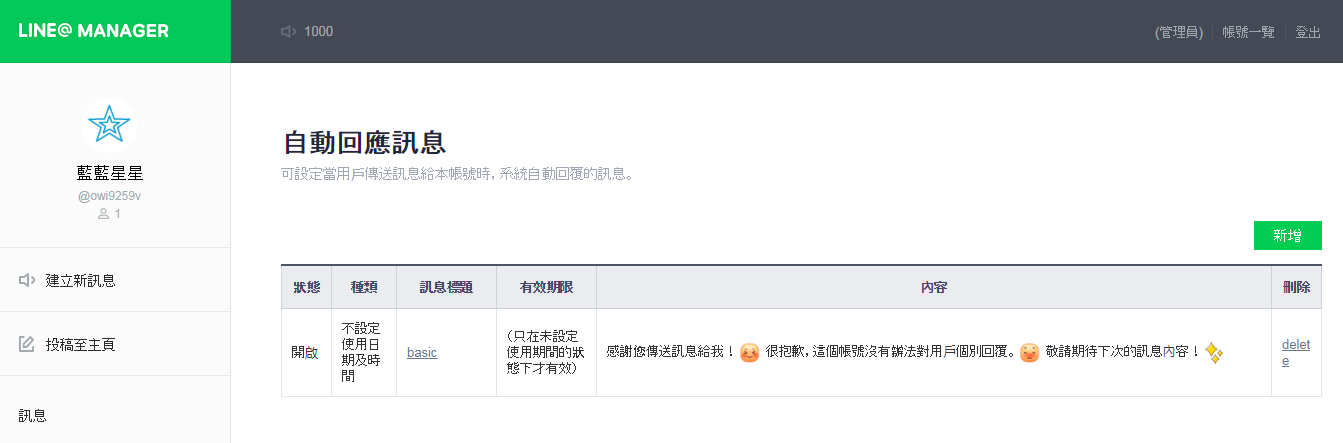 LINE@ MANAGER
1000
(管理員)
帳號一覽
登出
藍藍星星
@owi9259v
1
建立新訊息
投稿至主頁
訊息
自動回應訊息
可設定當用戶傳送訊息給本帳號時, 系統自動回覆的訊息。
新增
狀態 種類 訊息標題 有效期限 內容 刪除
開啟
不設定
使用日
期及時
間
basic
(只在未設定
使用期間的狀
態下才有效)
感謝您傳送訊息給我！ 很抱歉, 這個帳號沒有辦法對用戶個別回覆。 敬請期待下次的訊息內容！
delet
e